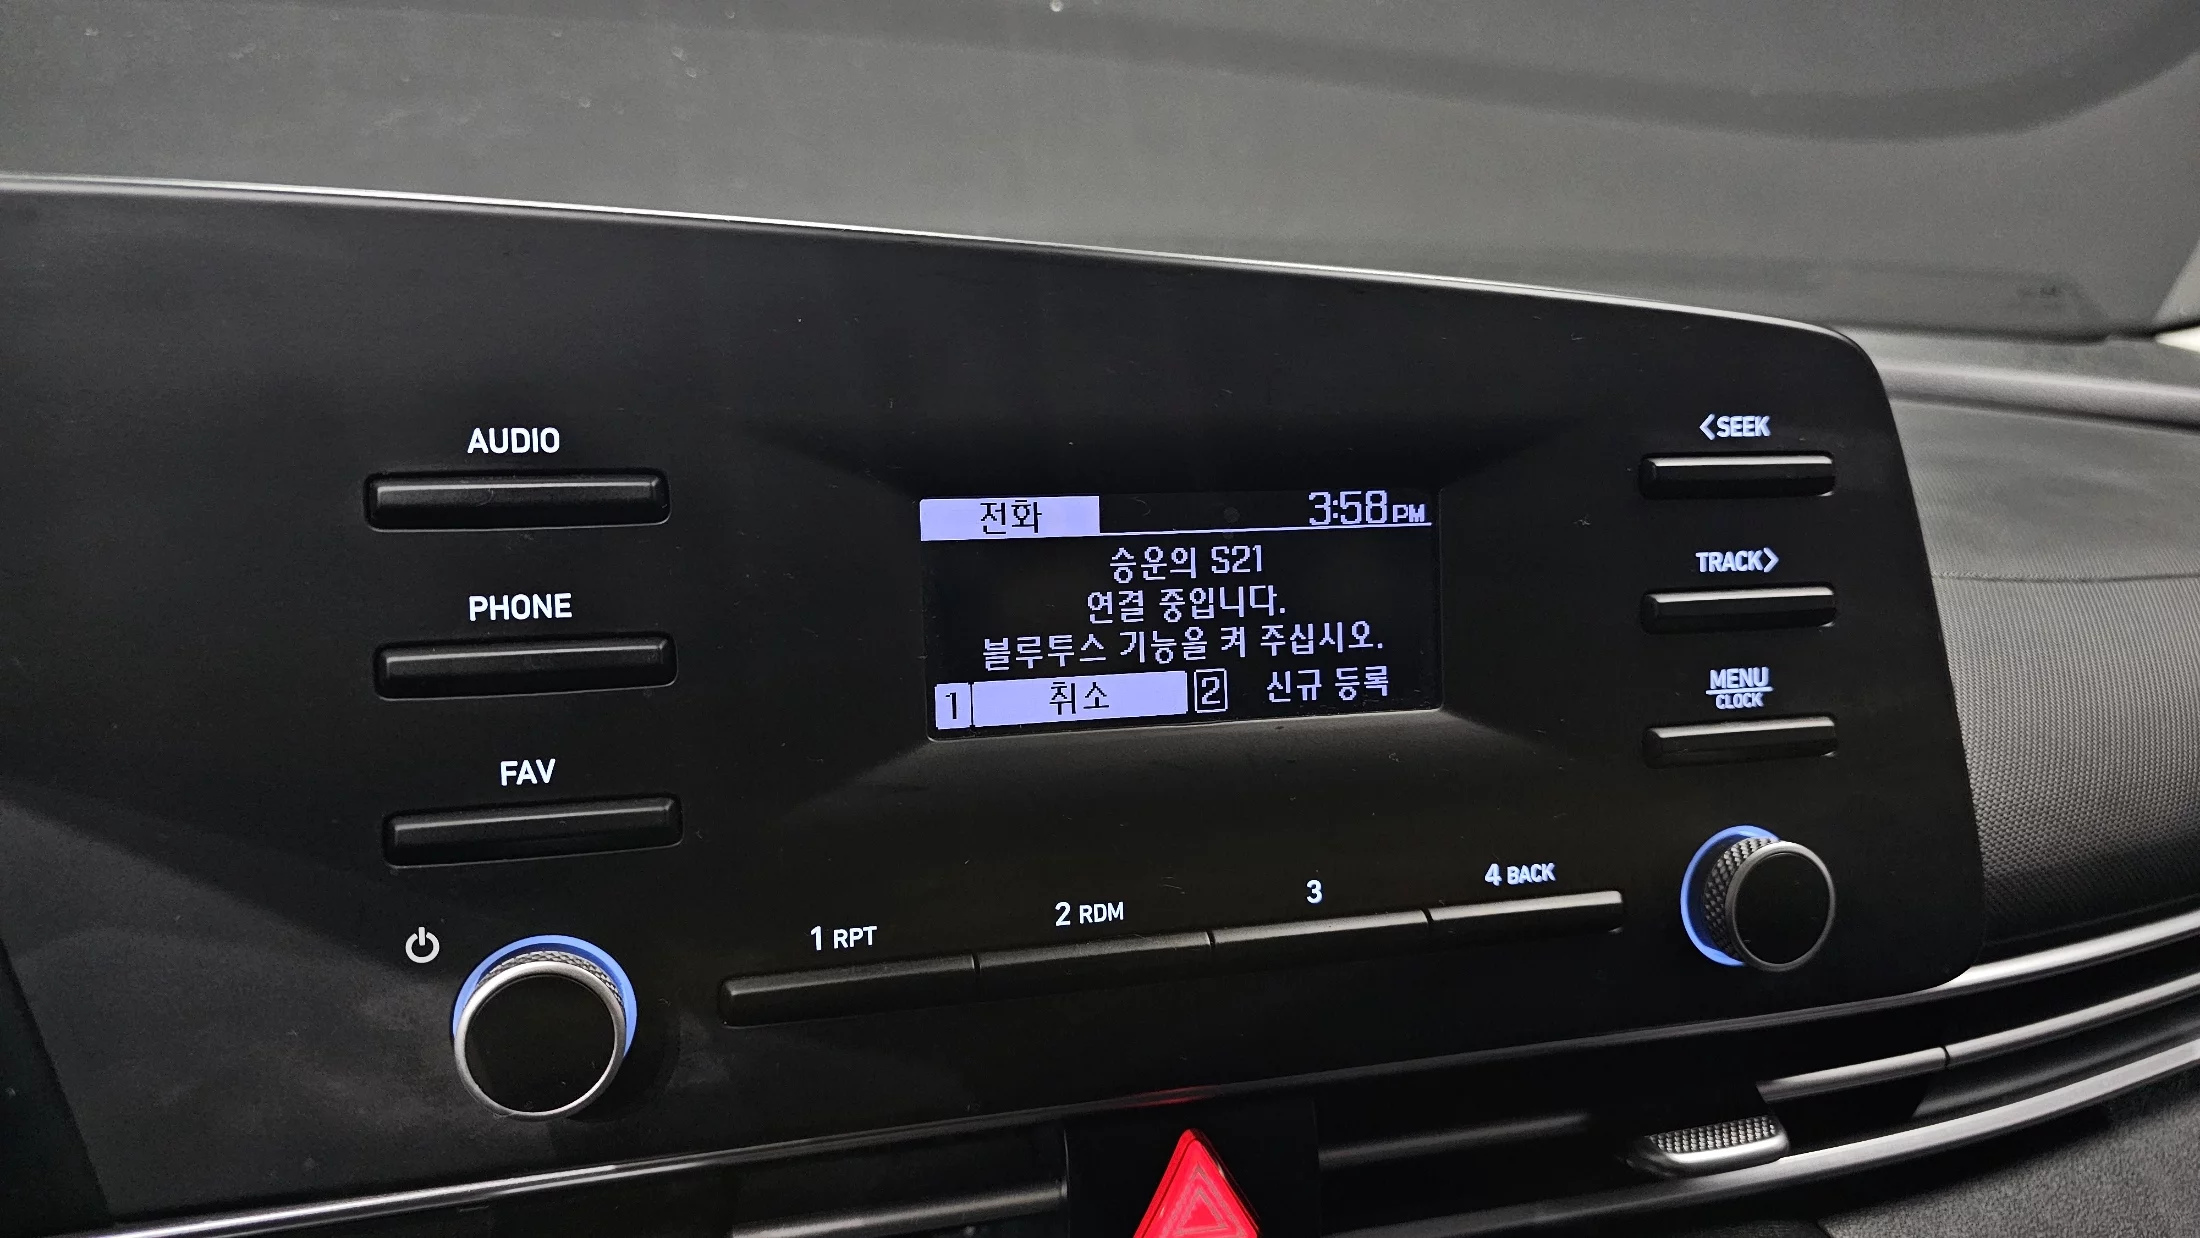 AUDIO
PHONE
FAV
전화 3:58PM
승운의 S21
연결 중입니다.
블루투스 기능을 켜 주십시오.
1 취소 2 신규 등록
<SEEK
TRACK>
MENU
CLOCK
1 RPT
2 RDM
3
4 BACK